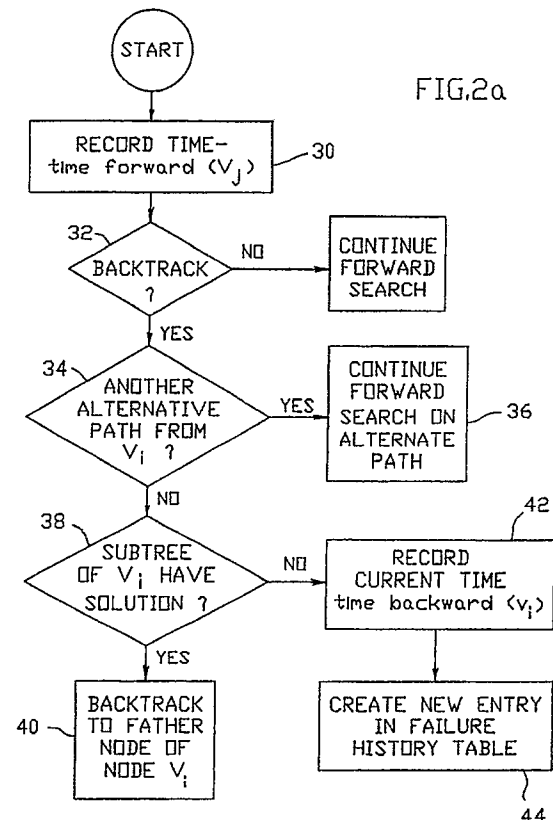 START
FIG.2a
RECORD TIME-
time forward (Vj)
30
32
BACKTRACK
?
NO
CONTINUE
FORWARD
SEARCH
YES
34
ANOTHER
ALTERNATIVE
PATH FROM
Vi ?
YES
CONTINUE
FORWARD
SEARCH ON
ALTERNATE
PATH
36
NO
38
SUBTREE
OF Vi HAVE
SOLUTION ?
NO
42
RECORD
CURRENT TIME
time backward (vi)
YES
40
BACKTRACK
TO FATHER
NODE OF
NODE Vi
CREATE NEW ENTRY
IN FAILURE
HISTORY TABLE
44